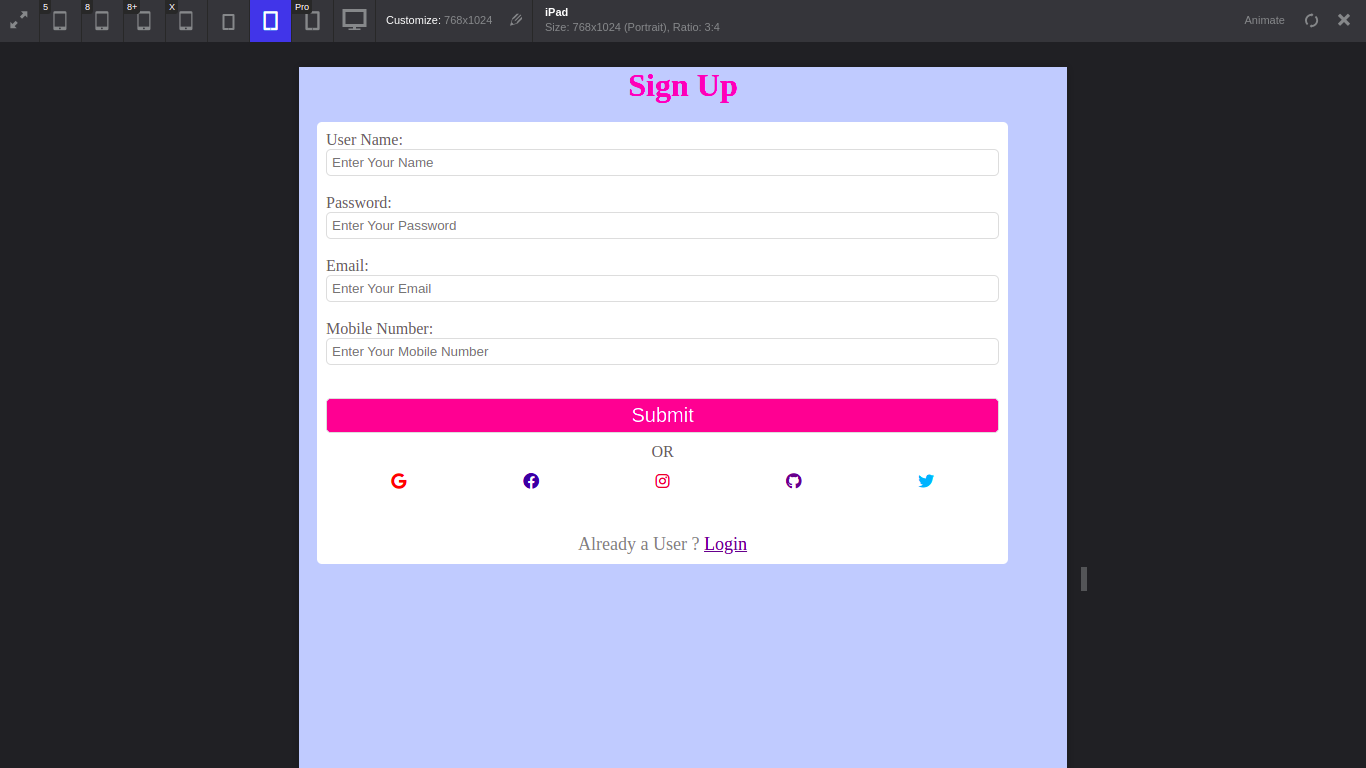 5 8 8+ X Pro Customize: 768x1024 iPad Animate
Size: 768x1024 (Portrait), Ratio: 3:4
Sign Up
User Name:
Enter Your Name
Password:
Enter Your Password
Email:
Enter Your Email
Mobile Number:
Enter Your Mobile Number
Submit
OR
Already a User ? Login